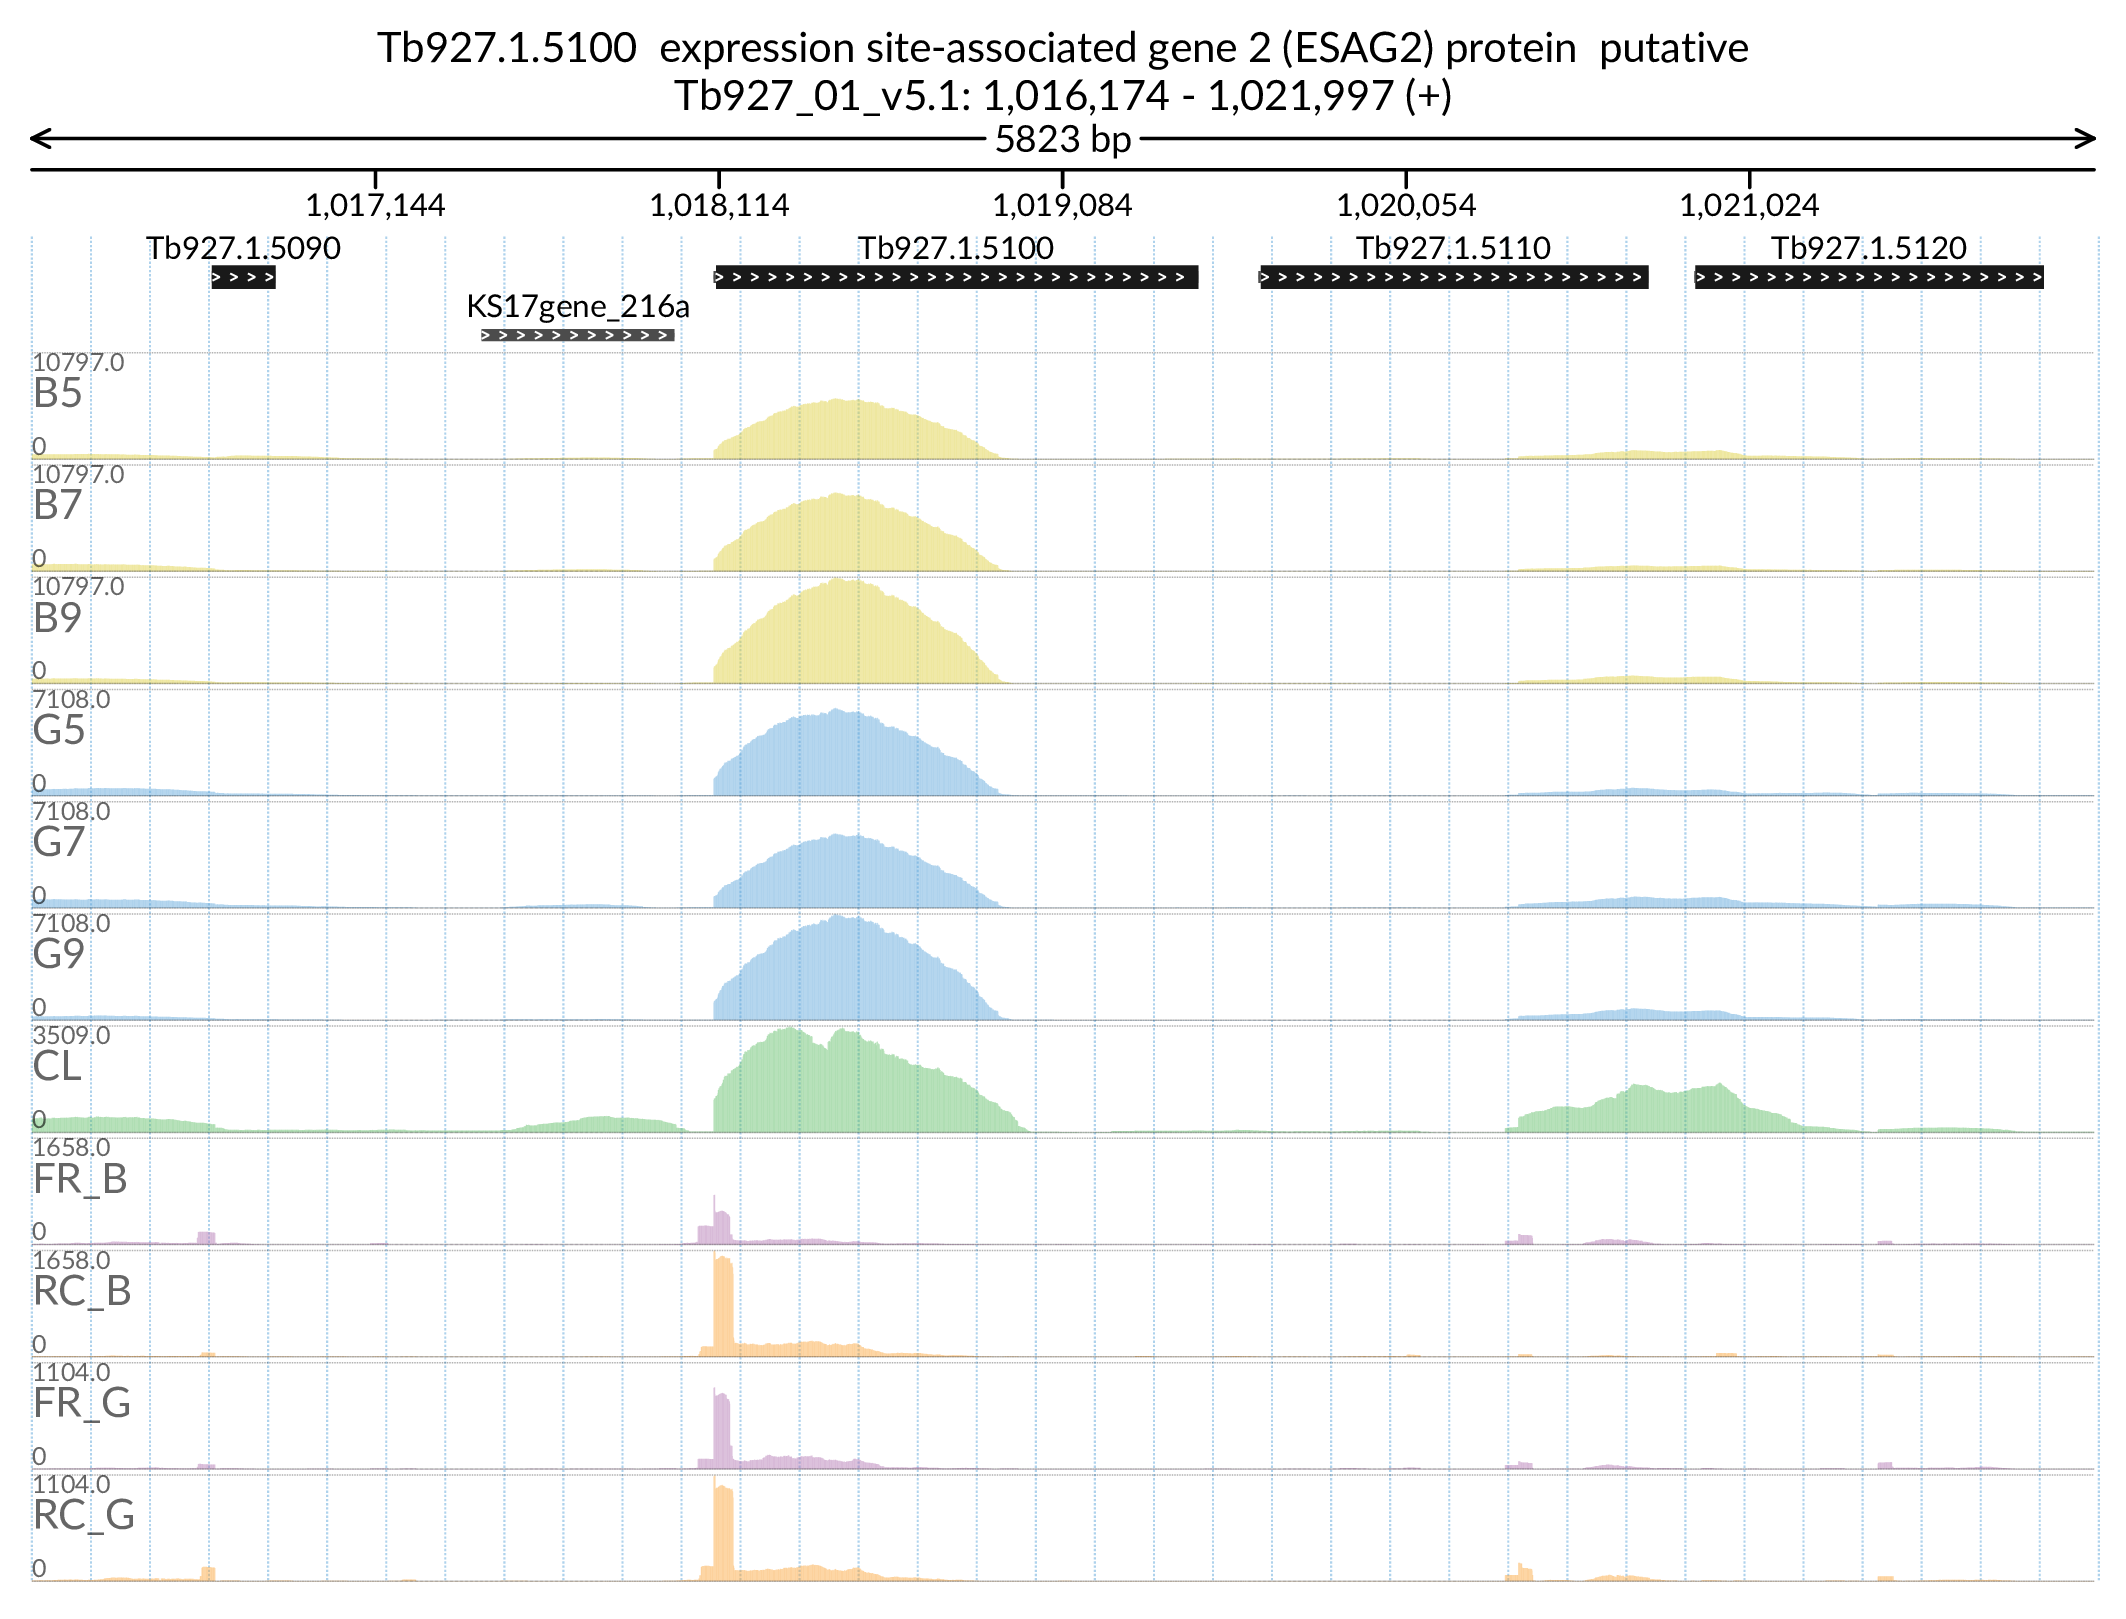 Tb927.1.5100  expression site-associated gene 2 (ESAG2) protein  putative
Tb927_01_v5.1: 1,016,174 - 1,021,997 (+)
5823 bp
1,017,144 1,018,114 1,019,084 1,020,054 1,021,024
Tb927.1.5090 Tb927.1.5100 Tb927.1.5110 Tb927.1.5120
KS17gene_216a
10797.0
B5
0
10797.0
B7
0
10797.0
B9
0
7108.0
G5
0
7108.0
G7
0
7108.0
G9
0
3509.0
CL
0
1658.0
FR_B
0
1658.0
RC_B
0
1104.0
FR_G
0
1104.0
RC_G
0